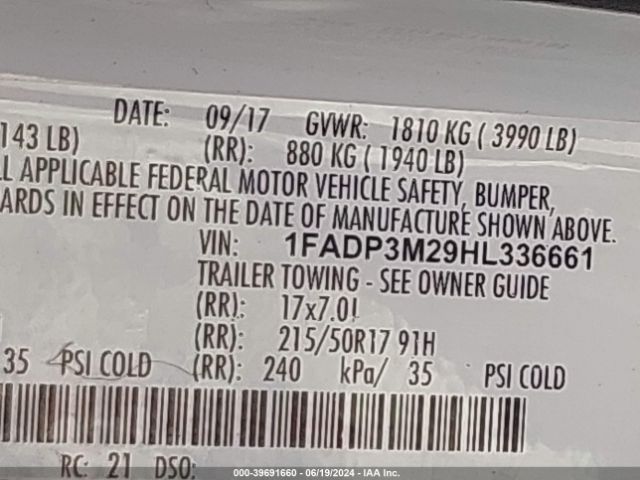 DATE: 09/17 GVWR: 1810 KG ( 3990 LB)
143 LB) (RR): 880 KG ( 1940 LB)
APPLICABLE FEDERAL MOTOR VEHICLE SAFETY, BUMPER,
ARDS IN EFFECT ON THE DATE OF MANUFACTURE SHOWN ABOVE.
VIN: 1FADP3M29HL336661
TRAILER TOWING - SEE OWNER GUIDE
(RR): 17x7.0
(RR): 215/50R17 91H
35 PSI COLD (RR): 240 kPa/ 35 PSI COLD
RC: 21 DSO:
000-39691660 - 06/19/2024 - IAA Inc.